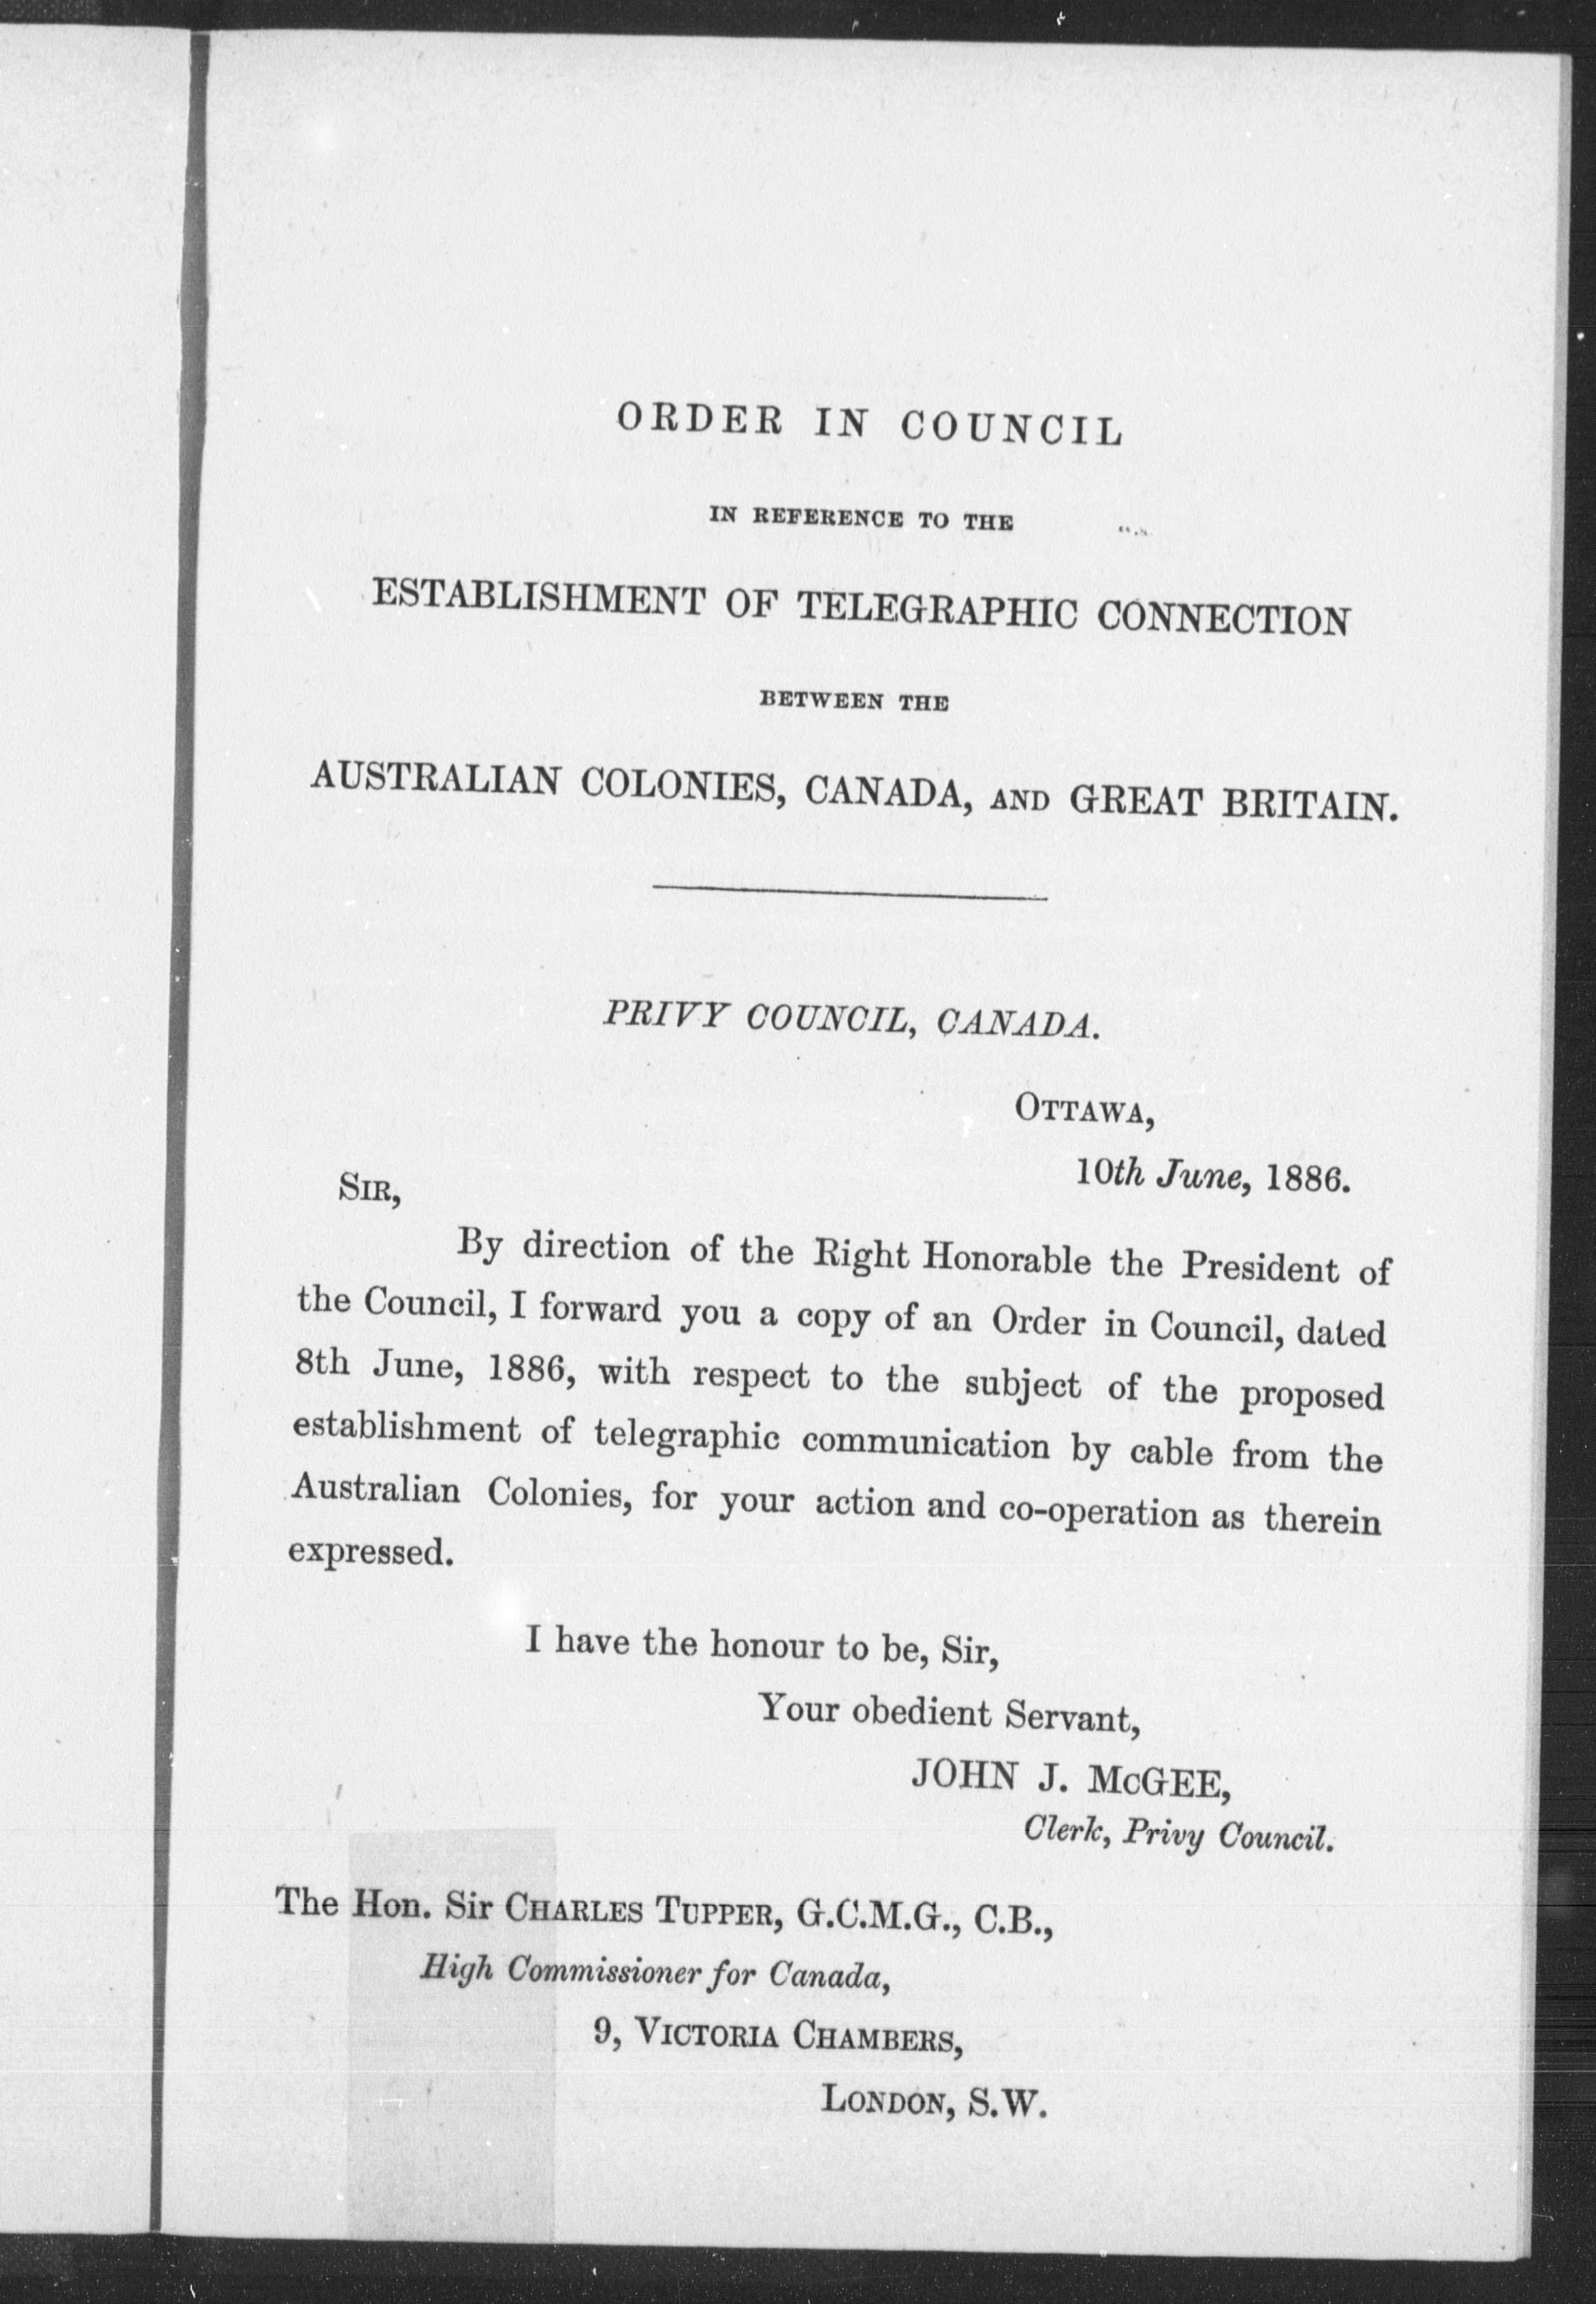 ORDER IN COUNCIL
IN REFERENCE TO THE
ESTABLISHMENT OF TELEGRAPHIC CONNECTION
BETWEEN THE
AUSTRALIAN COLONIES, CANADA, AND GREAT BRITAIN.
PRIVY COUNCIL, CANADA.
OTTAWA,
10th June, 1886.
SIR,
By direction of the Right Honorable the President of
the Council, I forward you a copy of an Order in Council, dated
8th June, 1886, with respect to the subject of the proposed
establishment of telegraphic communication by cable from the
Australian Colonies, for your action and co-operation as therein
expressed.
I have the honour to be, Sir,
Your obedient Servant,
JOHN J. McGEE,
Clerk, Privy Council.
The Hon. Sir CHARLES TUPPER, G.C.M.G., C.B.,
High Commissioner for Canada,
9, VICTORIA CHAMBERS,
LONDON, S.W.